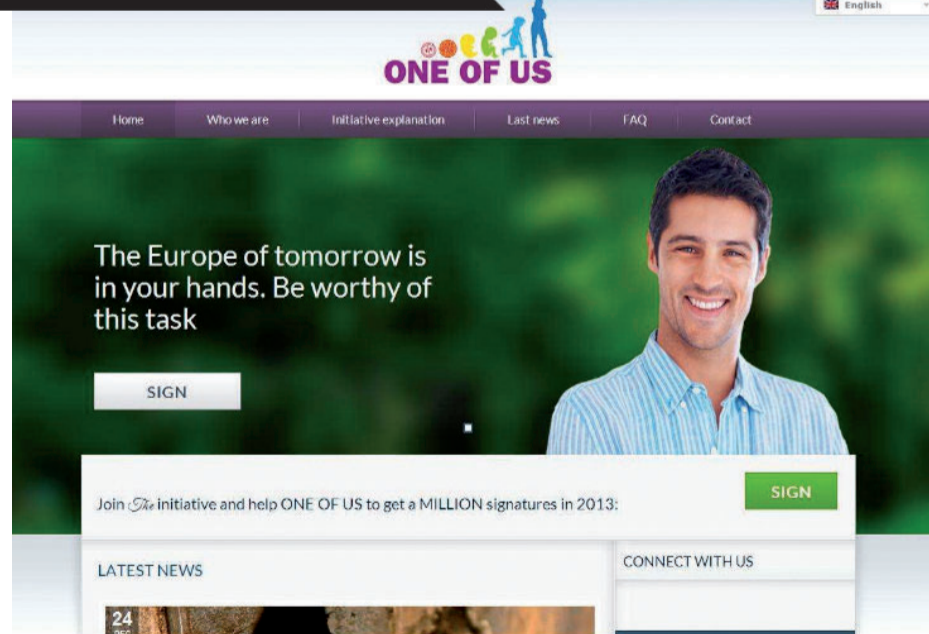 English
ONE OF US
Home
Who we are
Initiative explanation
Last news
FAQ
Contact
The Europe of tomorrow is
in your hands. Be worthy of
this task
SIGN
Join The initiative and help ONE OF US to get a MILLION signatures in 2013:
SIGN
LATEST NEWS
CONNECT WITH US
24